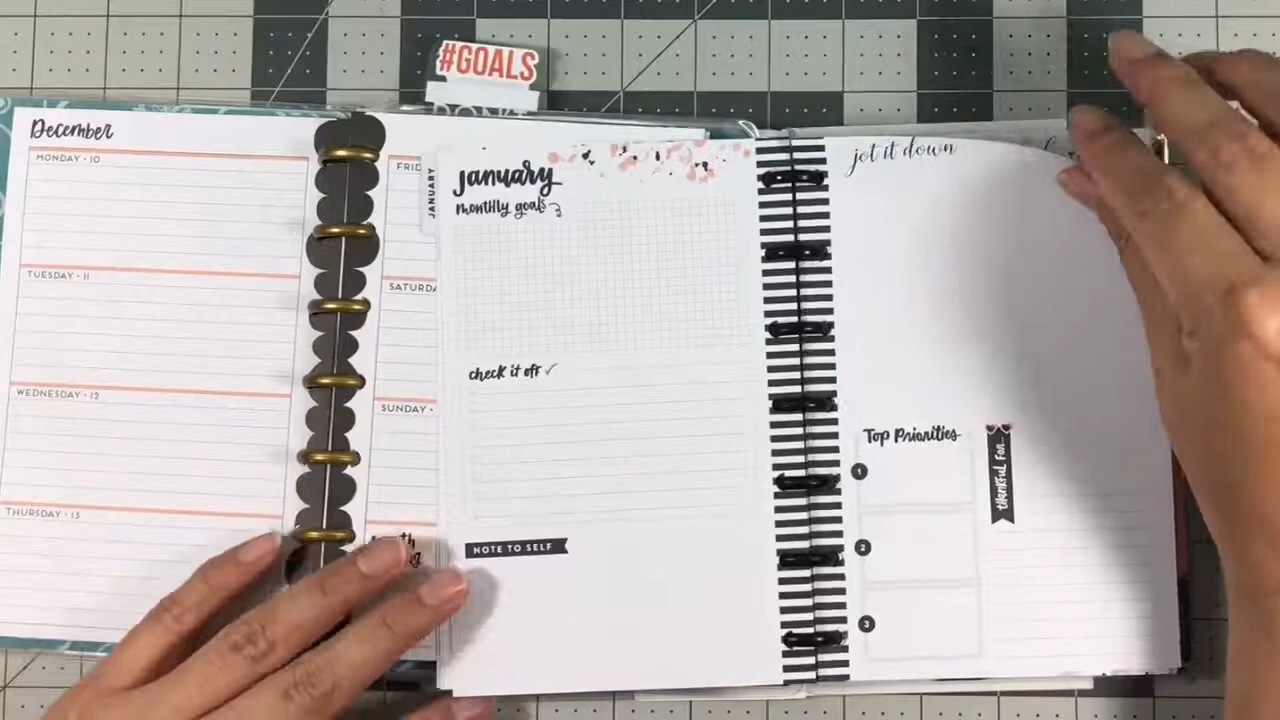 #GOALS
December
MONDAY • 10
TUESDAY • 11
WEDNESDAY • 12
THURSDAY • 13
FRID
SATURDA
SUNDAY •
JANUARY
january
monthly goals
check it off ✓
NOTE TO SELF
jot it down
Top Priorities
1
2
3
thankful for...